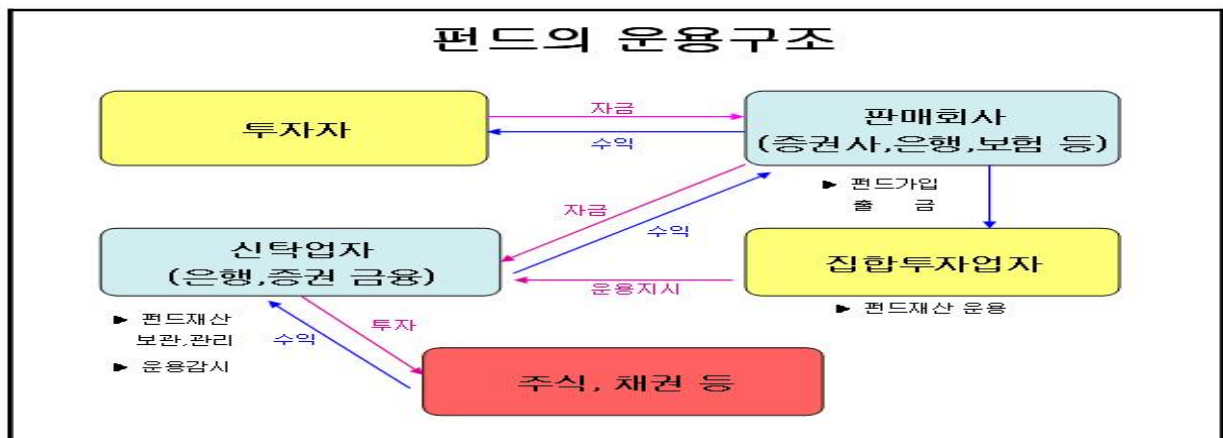 펀드의 운용구조
투자자
자금
수익
판매회사
(증권사,은행,보험 등)
► 펀드가입
출 금
자금
수익
신탁업자
(은행,증권 금융)
운용지시
집합투자업자
► 펀드재산 운용
► 펀드재산
보관,관리
► 운용감시
투자
수익
주식, 채권 등